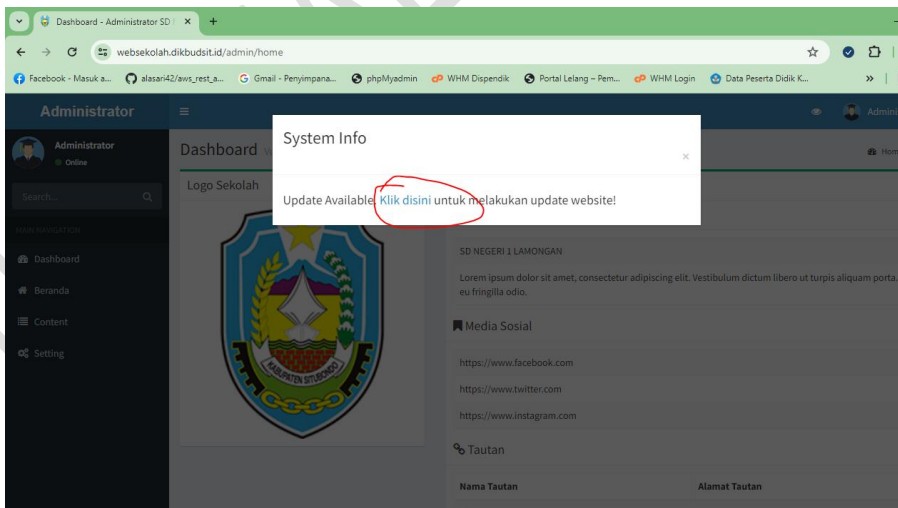 Dashboard - Administrator SD
websekolah.dikbudsit.id/admin/home
Facebook - Masuk a... alasari42/aws_rest_a... Gmail - Penyimpana... phpMyadmin WHM Dispendik Portal Lelang – Pem... WHM Login Data Peserta Didik K...
Administrator
Admini
Administrator
Online
Search...
MAIN NAVIGATION
Dashboard
Beranda
Content
Setting
Dashboard
Hom
System Info
×
Update Available. Klik disini untuk melakukan update website!
Logo Sekolah
KABUPATEN SITUBONDO
SD NEGERI 1 LAMONGAN
Lorem ipsum dolor sit amet, consectetur adipiscing elit. Vestibulum dictum libero ut turpis aliquam porta.
eu fringilla odio.
Media Sosial
https://www.facebook.com
https://www.twitter.com
https://www.instagram.com
Tautan
Nama Tautan Alamat Tautan